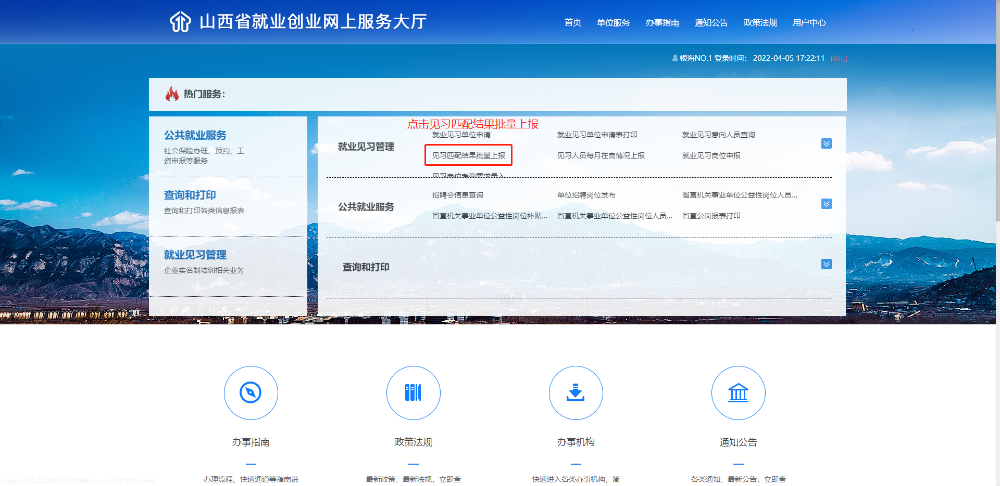 山西省就业创业网上服务大厅
首页 单位服务 办事指南 通知公告 政策法规 用户中心
银海NO.1 登录时间： 2022-04-05 17:22:11 [退出]
热门服务：
公共就业服务
社会保险办理、预约、工
资申报等服务
查询和打印
查询和打印各类信息报表
就业见习管理
企业实名制培训相关业务
点击见习匹配结果批量上报
就业见习管理
就业见习单位申请 就业见习单位申请表打印 就业见习意向人员查询
见习匹配结果批量上报 见习人员每月在岗情况上报 就业见习岗位申报
见习岗位考勤要求录入
公共就业服务
招聘会信息查询 单位招聘岗位发布 省直机关事业单位公益性岗位人员...
省直机关事业单位公益性岗位补贴... 省直机关事业单位公益性岗位人员... 省直公岗报表打印
查询和打印
办事指南 政策法规 办事机构 通知公告
办理流程、快速通道等指南说 最新政策、最新法规，立即查 快速进入各类办事机构，简 各类通知、最新公告，立即查
https://218.26.228.119:27004/service/547027.jhtml